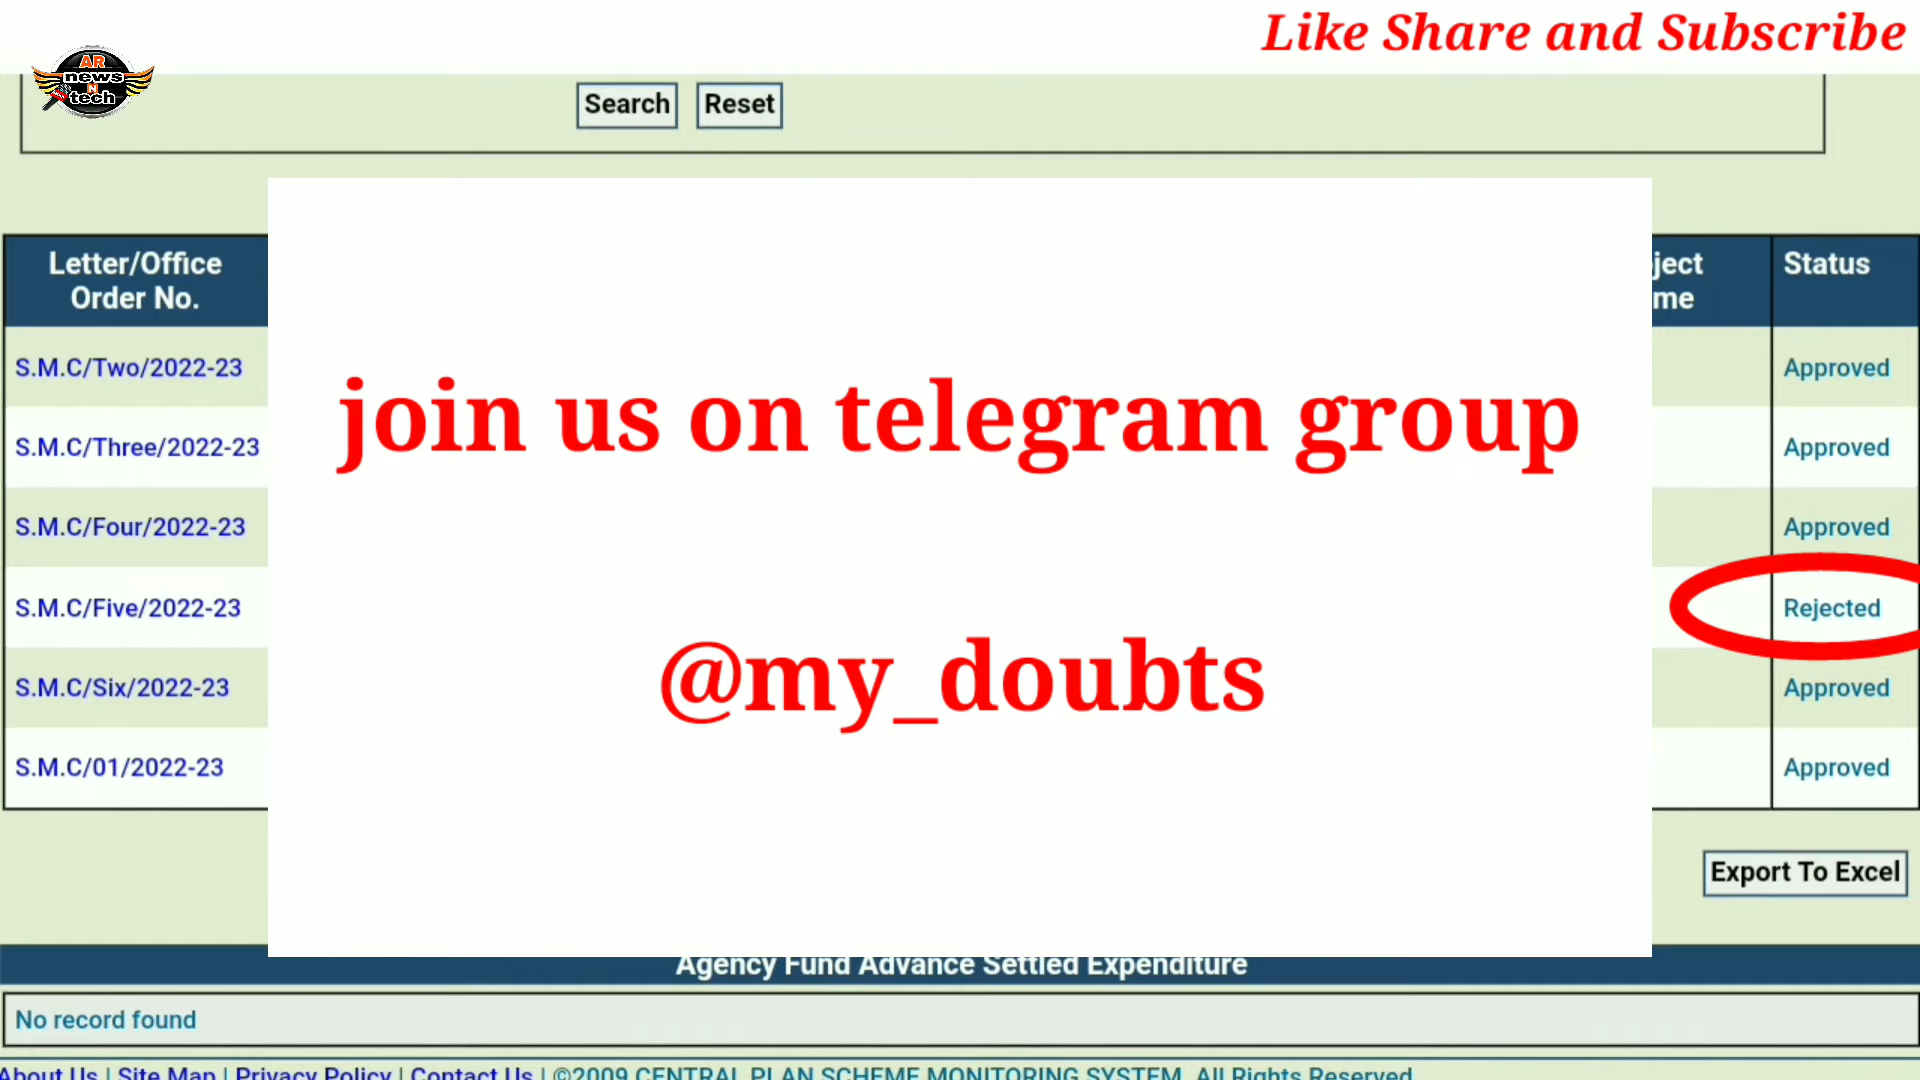 Like Share and Subscribe
AR
news
N
tech
Search Reset
Letter/Office
Order No.
ject
me
Status
S.M.C/Two/2022-23 Approved
S.M.C/Three/2022-23 Approved
S.M.C/Four/2022-23 Approved
S.M.C/Five/2022-23 Rejected
S.M.C/Six/2022-23 Approved
S.M.C/01/2022-23 Approved
join us on telegram group
@my_doubts
Export To Excel
Agency Fund Advance Settled Expenditure
No record found
About Us | Site Map | Privacy Policy | Contact Us | ©2009 CENTRAL PLAN SCHEME MONITORING SYSTEM. All Rights Reserved